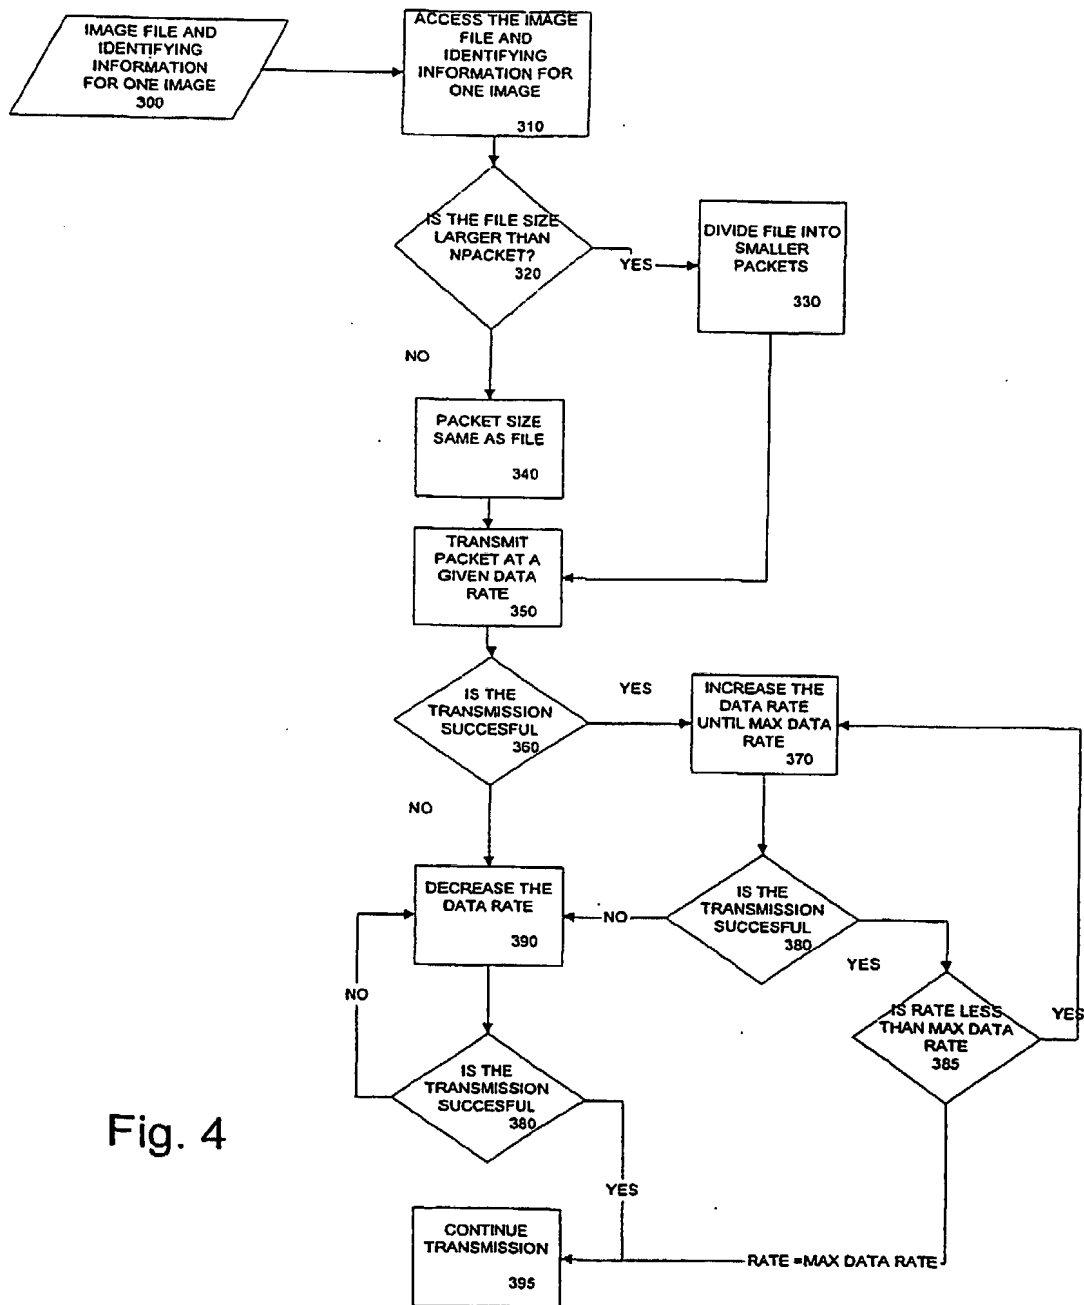 IMAGE FILE AND
IDENTIFYING
INFORMATION
FOR ONE IMAGE
300
ACCESS THE IMAGE
FILE AND
IDENTIFYING
INFORMATION FOR
ONE IMAGE
310
IS THE FILE SIZE
LARGER THAN
NPACKET?
320
YES
DIVIDE FILE INTO
SMALLER
PACKETS
330
NO
PACKET SIZE
SAME AS FILE
340
TRANSMIT
PACKET AT A
GIVEN DATA
RATE
350
IS THE
TRANSMISSION
SUCCESFUL
360
YES
INCREASE THE
DATA RATE
UNTIL MAX DATA
RATE
370
NO
DECREASE THE
DATA RATE
390
NO
IS THE
TRANSMISSION
SUCCESFUL
380
YES
IS RATE LESS
THAN MAX DATA
RATE
385
YES
NO
IS THE
TRANSMISSION
SUCCESFUL
380
YES
CONTINUE
TRANSMISSION
395
RATE =MAX DATA RATE
Fig. 4